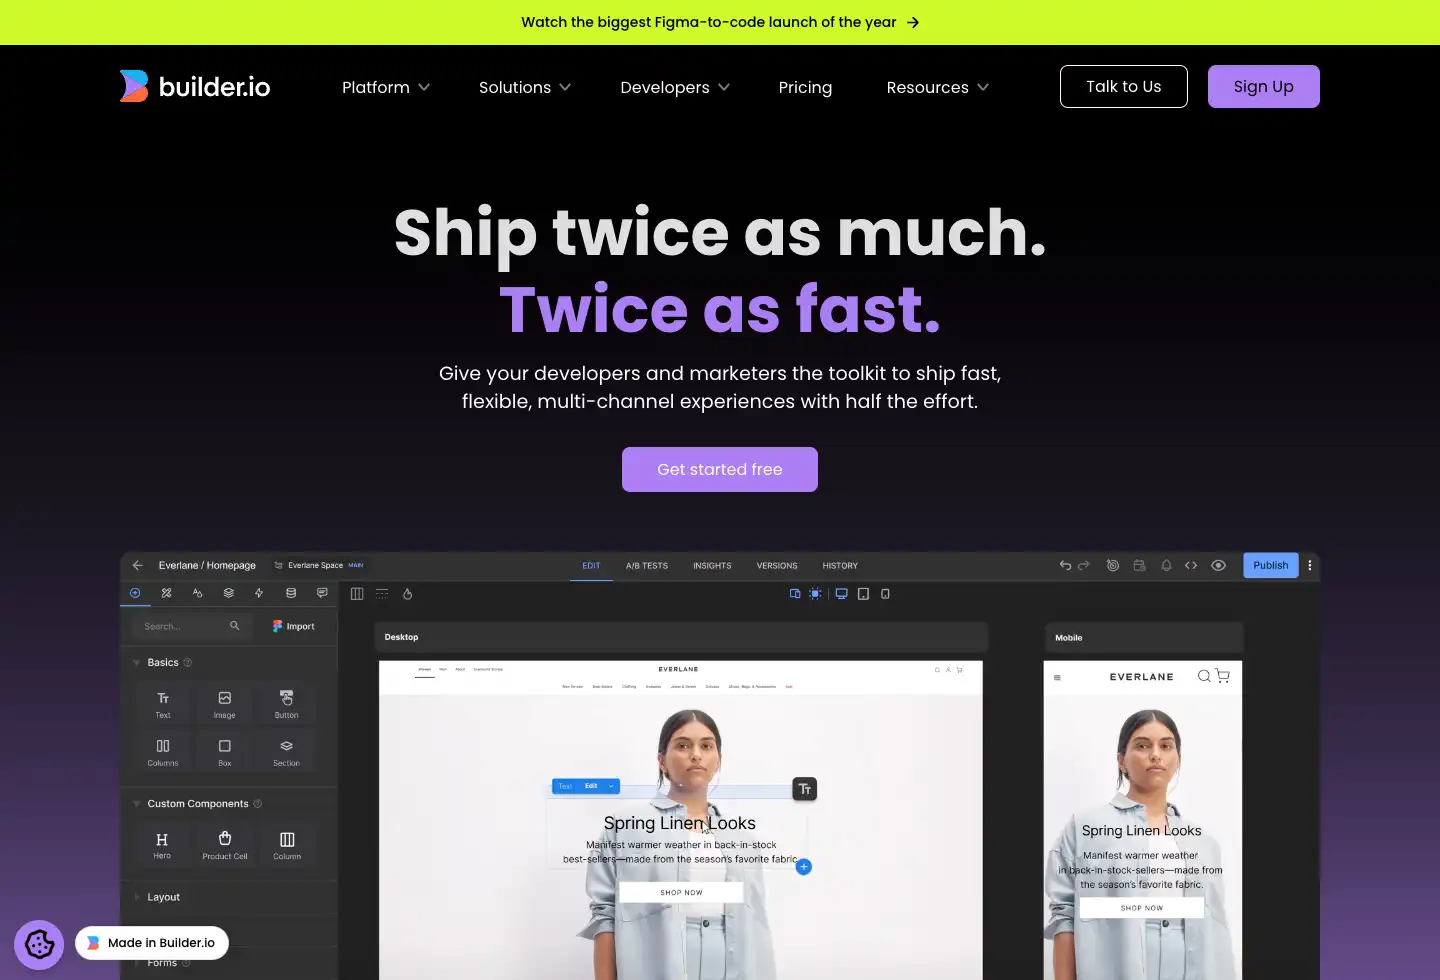 Watch the biggest Figma-to-code launch of the year →
builder.io
Platform
Solutions
Developers
Pricing
Resources
Talk to Us
Sign Up
Ship twice as much.
Twice as fast.
Give your developers and marketers the toolkit to ship fast,
flexible, multi-channel experiences with half the effort.
Get started free
Everlane / Homepage
Everlane Space MAIN
EDIT
A/B TESTS
INSIGHTS
VERSIONS
HISTORY
Publish
Search...
Import
Basics
Text
Image
Button
Columns
Box
Section
Custom Components
Hero
Product Cell
Column
Layout
Forms
Desktop
EVERLANE
Text Edit
Spring Linen Looks
Manifest warmer weather in back-in-stock
best-sellers—made from the season's favorite fabric
SHOP NOW
Mobile
EVERLANE
Spring Linen Looks
Manifest warmer weather
in back-in-stock-sellers—made from
the season's favorite fabric.
SHOP NOW
Made in Builder.io